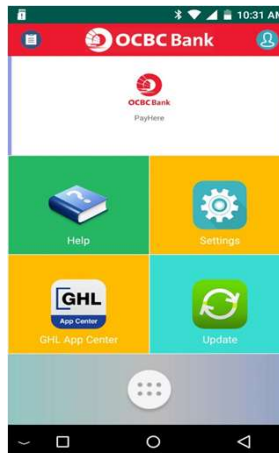 10:31 AM
OCBC Bank
OCBC Bank
PayHere
Help
Settings
GHL
App Center
GHL App Center
Update